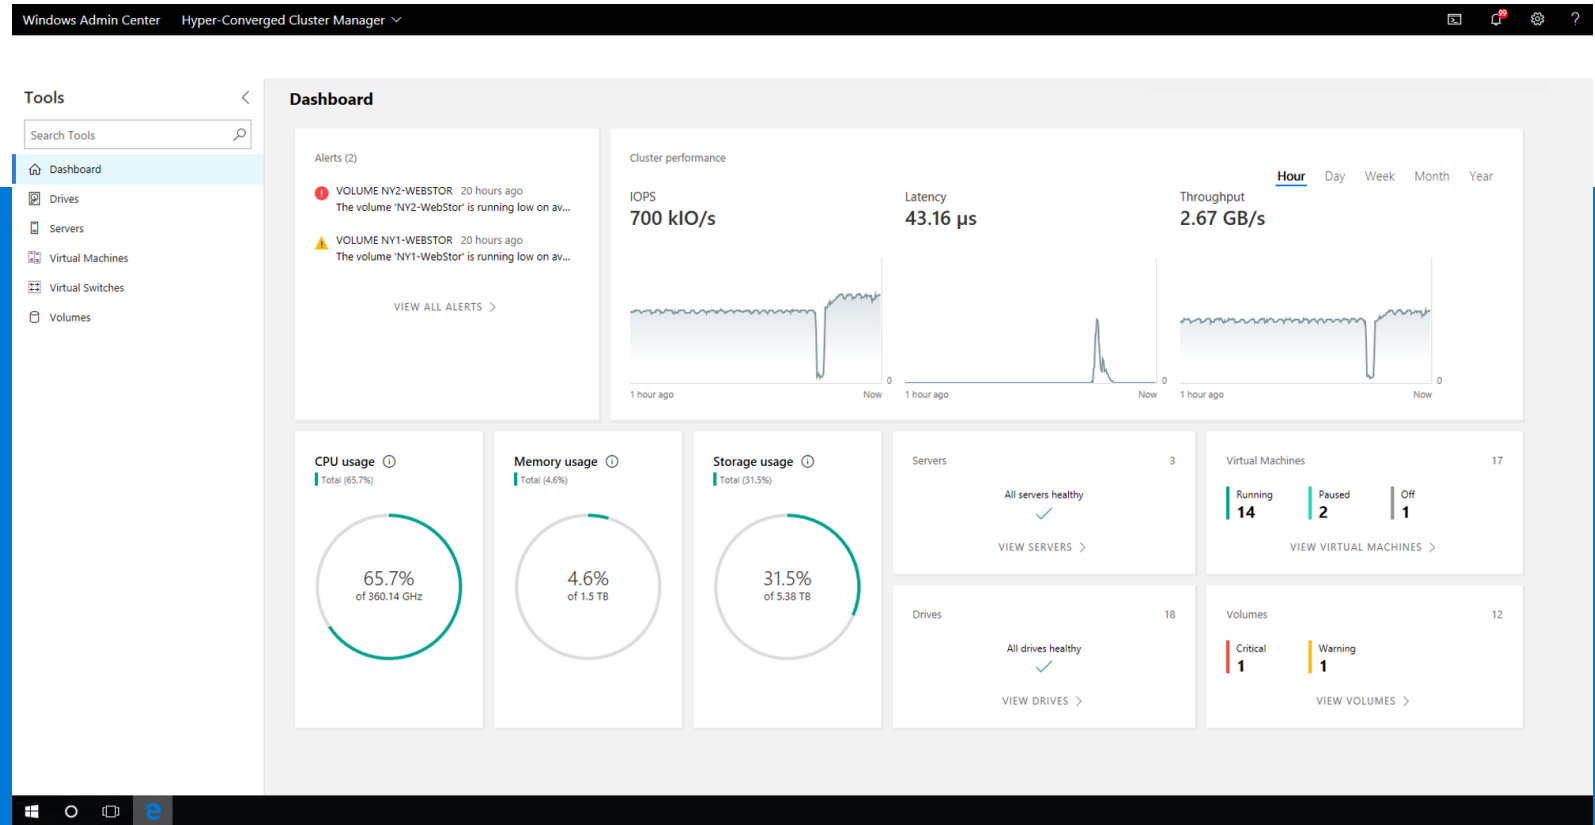 Windows Admin Center Hyper-Converged Cluster Manager
99
?
Tools
Search Tools
Dashboard
Drives
Servers
Virtual Machines
Virtual Switches
Volumes
Dashboard
Alerts (2)
VOLUME NY2-WEBSTOR 20 hours ago
The volume 'NY2-WebStor' is running low on av...
VOLUME NY1-WEBSTOR 20 hours ago
The volume 'NY1-WebStor' is running low on av...
VIEW ALL ALERTS
Cluster performance
Hour Day Week Month Year
IOPS
700 kIO/s
0
1 hour ago Now
Latency
43.16 µs
0
1 hour ago Now
Throughput
2.67 GB/s
0
1 hour ago Now
CPU usage
Total (65.7%)
65.7%
of 360.14 GHz
Memory usage
Total (4.6%)
4.6%
of 1.5 TB
Storage usage
Total (31.5%)
31.5%
of 5.38 TB
Servers 3
All servers healthy
VIEW SERVERS
Virtual Machines 17
Running Paused Off
14 2 1
VIEW VIRTUAL MACHINES
Drives 18
All drives healthy
VIEW DRIVES
Volumes 12
Critical Warning
1 1
VIEW VOLUMES